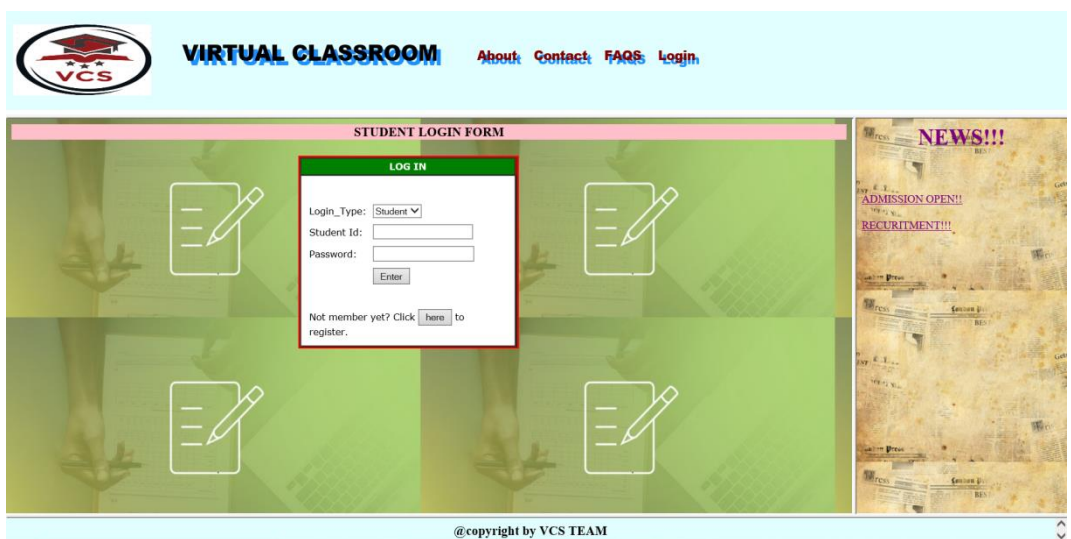 VCS
VIRTUAL CLASSROOM
About Contact FAQS Login
STUDENT LOGIN FORM
LOG IN
Login_Type: Student
Student Id:
Password:
Enter
Not member yet? Click here to
register.
NEWS!!!
ADMISSION OPEN!!
RECURITMENT!!!
@copyright by VCS TEAM